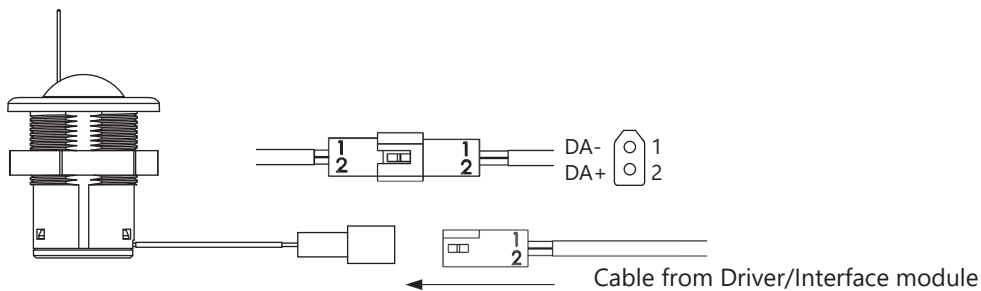 1 1 DA- 1
2 2 DA+ 2
1
2
Cable from Driver/Interface module